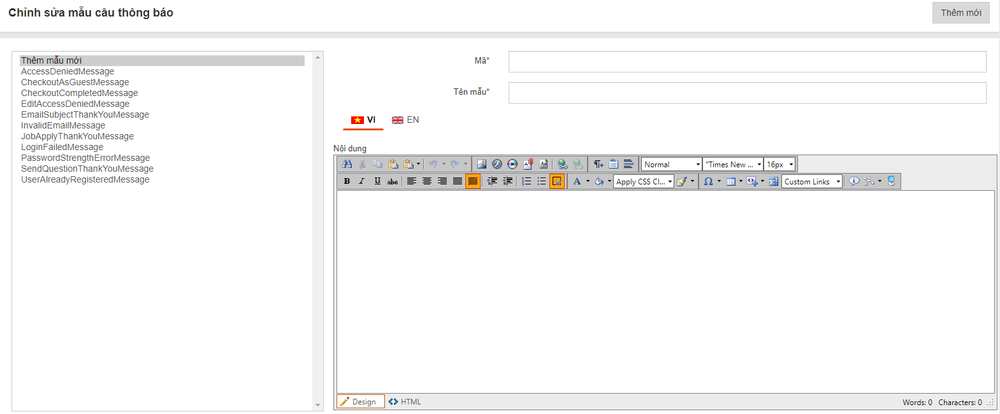 Chỉnh sửa mẫu câu thông báo
Thêm mới
Thêm mẫu mới
AccessDeniedMessage
CheckoutAsGuestMessage
CheckoutCompletedMessage
EditAccessDeniedMessage
EmailSubjectThankYouMessage
InvalidEmailMessage
JobApplyThankYouMessage
LoginFailedMessage
PasswordStrengthErrorMessage
SendQuestionThankYouMessage
UserAlreadyRegisteredMessage
Mã*
Tên mẫu*
VI EN
Nội dung
Normal "Times New ... 16px
B I U abc A Apply CSS Cl... Ω Custom Links
Design HTML
Words: 0 Characters: 0